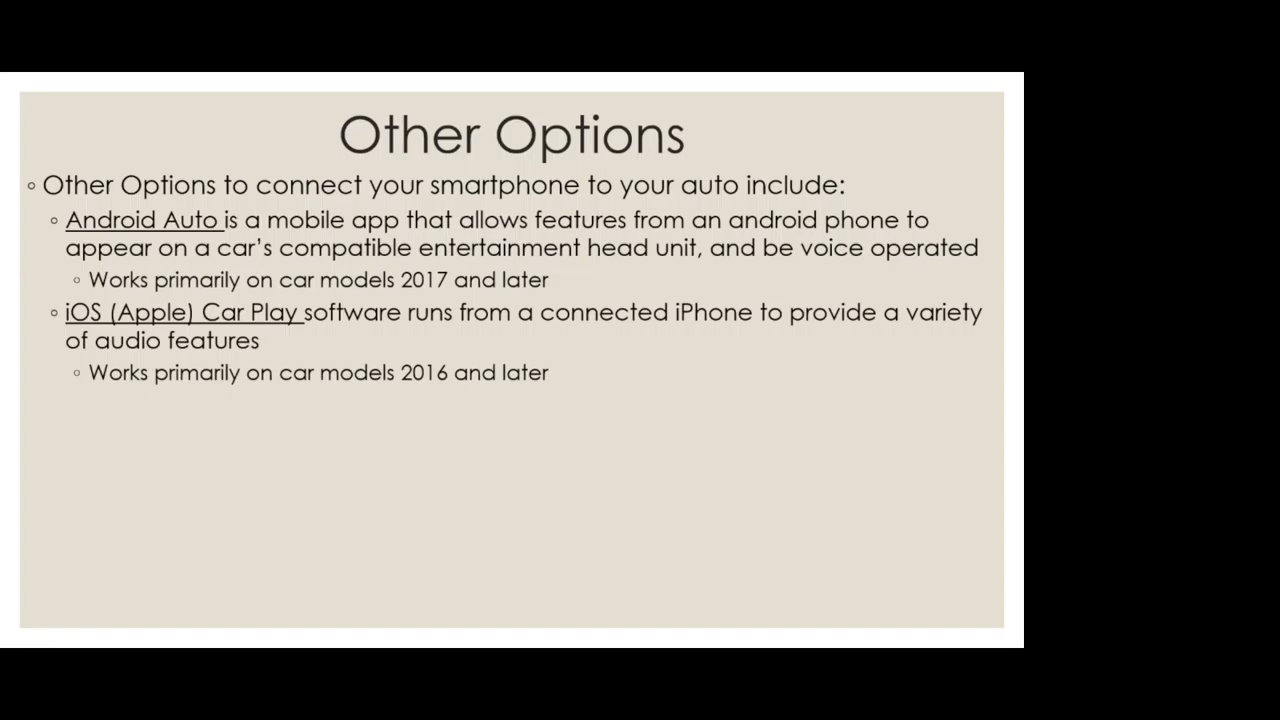 Other Options
◦ Other Options to connect your smartphone to your auto include:
◦ Android Auto is a mobile app that allows features from an android phone to
appear on a car’s compatible entertainment head unit, and be voice operated
◦ Works primarily on car models 2017 and later
◦ iOS (Apple) Car Play software runs from a connected iPhone to provide a variety
of audio features
◦ Works primarily on car models 2016 and later